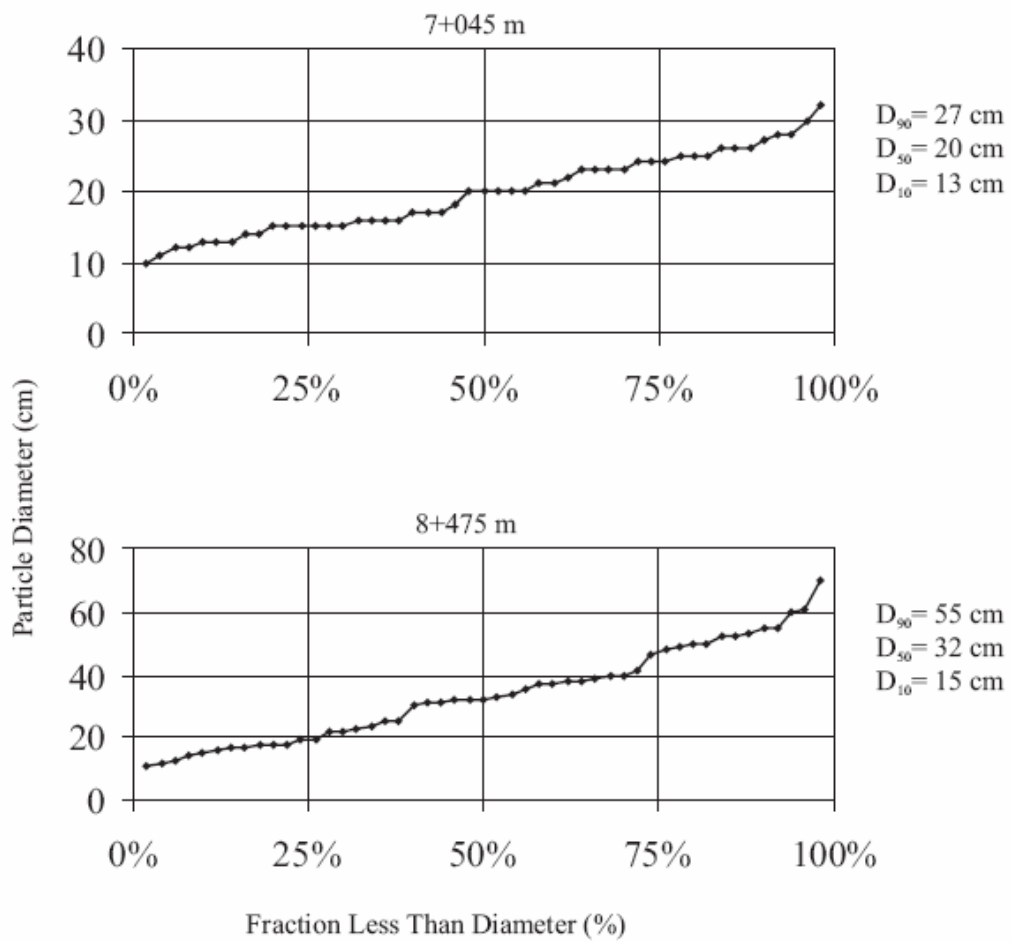 7+045 m
40
30
20
10
0
0% 25% 50% 75% 100%
D₉₀= 27 cm
D₅₀= 20 cm
D₁₀= 13 cm
Particle Diameter (cm)
8+475 m
80
60
40
20
0
0% 25% 50% 75% 100%
D₉₀= 55 cm
D₅₀= 32 cm
D₁₀= 15 cm
Fraction Less Than Diameter (%)